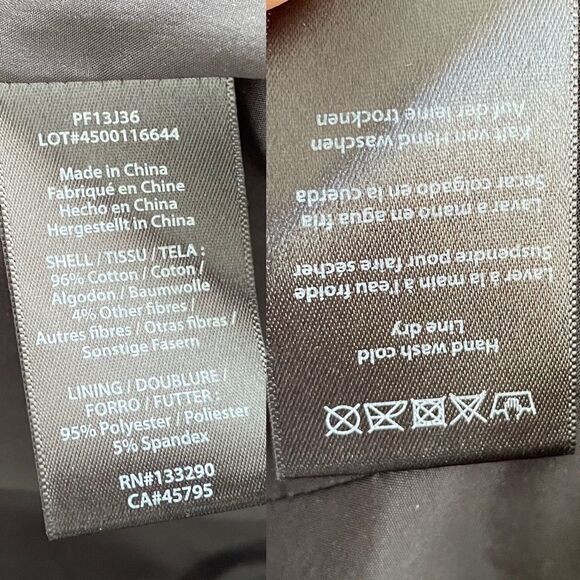 PF13J36
LOT#4500116644
Made in China
Fabriqué en Chine
Hecho en China
Hergestellt in China
SHELL / TISSU / TELA :
96% Cotton / Coton /
Algodon / Baumwolle
4% Other fibres /
Autres fibres / Otras fibras /
Sonstige Fasern
LINING / DOUBLURE /
FORRO / FUTTER :
95% Polyester / Poliester
5% Spandex
RN#133290
CA#45795
Hand wash cold
Line dry
Laver à la main à l'eau froide
Suspendre pour faire sécher
Lavar a mano en agua fria
Secar colgado en la cuerda
Kalt von Hand waschen
Auf der leine trocknen